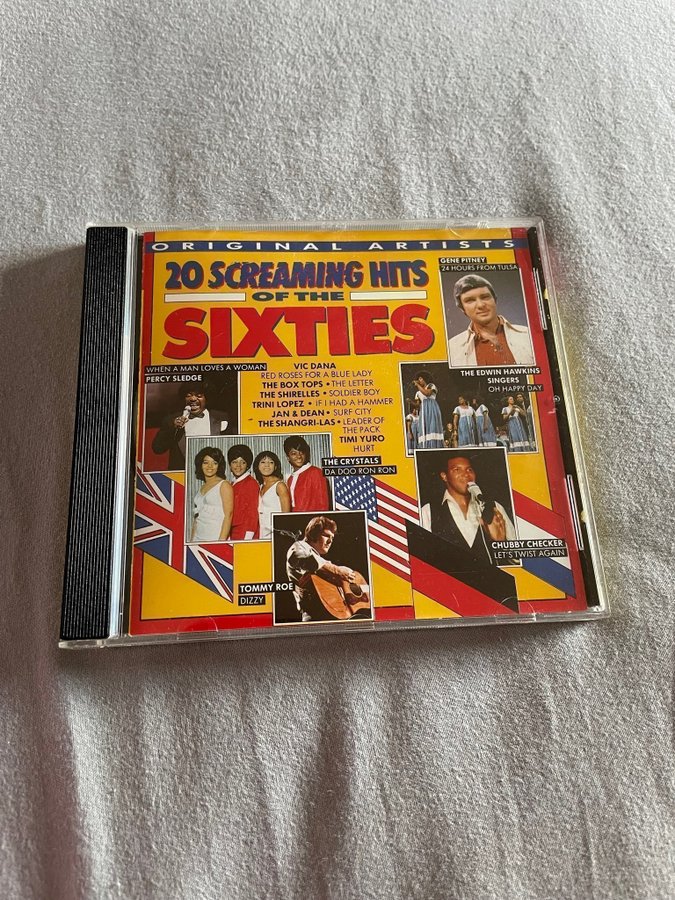 ORIGINAL ARTISTS
20 SCREAMING HITS
OF THE
SIXTIES
GENE PITNEY
24 HOURS FROM TULSA
WHEN A MAN LOVES A WOMAN
PERCY SLEDGE
VIC DANA
RED ROSES FOR A BLUE LADY
THE BOX TOPS • THE LETTER
THE SHIRELLES • SOLDIER BOY
TRINI LOPEZ • IF I HAD A HAMMER
JAN & DEAN • SURF CITY
THE SHANGRI-LAS • LEADER OF
THE PACK
TIMI YURO
HURT
THE EDWIN HAWKINS
SINGERS
OH HAPPY DAY
THE CRYSTALS
DA DOO RON RON
CHUBBY CHECKER
LET'S TWIST AGAIN
TOMMY ROE
DIZZY